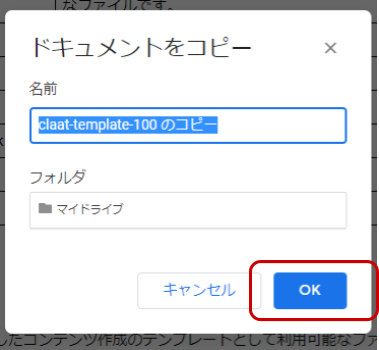 なファイルです。
ドキュメントをコピー
名前
claat-template-100 のコピー
フォルダ
マイドライブ
キャンセル
OK
したコンテンツ作成のテンプレートとして利用可能なファ